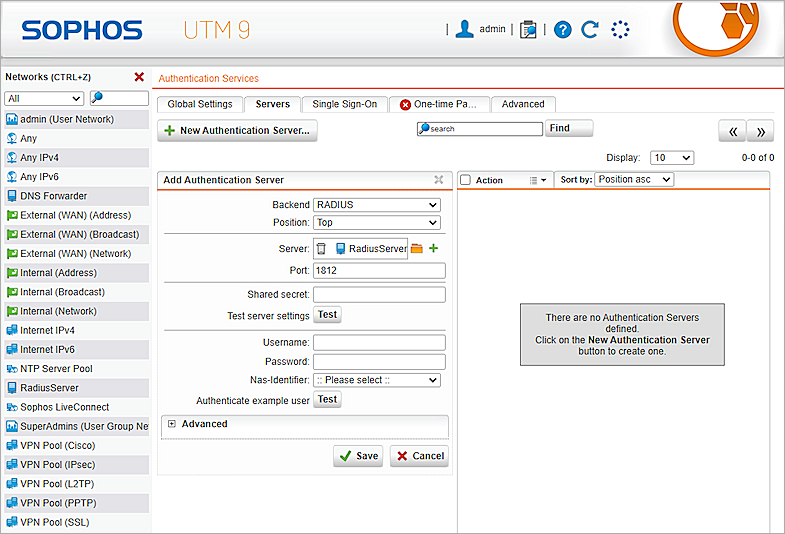 SOPHOS UTM 9
| admin | ?
Networks (CTRL+Z)
All
admin (User Network)
Any
Any IPv4
Any IPv6
DNS Forwarder
External (WAN) (Address)
External (WAN) (Broadcast)
External (WAN) (Network)
Internal (Address)
Internal (Broadcast)
Internal (Network)
Internet IPv4
Internet IPv6
NTP Server Pool
RadiusServer
Sophos LiveConnect
SuperAdmins (User Group Ne
VPN Pool (Cisco)
VPN Pool (IPsec)
VPN Pool (L2TP)
VPN Pool (PPTP)
VPN Pool (SSL)
Authentication Services
Global Settings Servers Single Sign-On One-time Pa... Advanced
+ New Authentication Server... search Find « »
Display: 10 0-0 of 0
Add Authentication Server
Backend RADIUS
Position: Top
Server: RadiusServer +
Port: 1812
Shared secret:
Test server settings Test
Username:
Password:
Nas-Identifier: :: Please select ::
Authenticate example user Test
Advanced
Save Cancel
Action Sort by: Position asc
There are no Authentication Servers
defined.
Click on the New Authentication Server
button to create one.